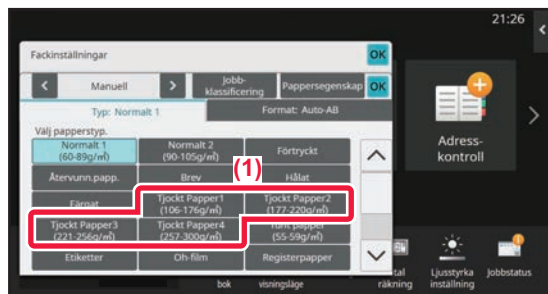 21:26
Fackinställningar
OK
Manuell
Jobb-
klassificering
Pappersegenskap
OK
Typ: Normalt 1
Format: Auto-AB
Välj papperstyp.
Normalt 1
(60-89g/㎡)
Normalt 2
(90-105g/㎡)
Förtryckt
Återvunn.papp.
Brev
(1)
Hålat
Färgat
Tjockt Papper1
(106-176g/㎡)
Tjockt Papper2
(177-220g/㎡)
Tjockt Papper3
(221-256g/㎡)
Tjockt Papper4
(257-300g/㎡)
Tunt papper
(55-59g/㎡)
Etiketter
Oh-film
Registerpapper
Adress-
kontroll
bok
visningsläge
tal
räkning
Ljusstyrka
inställning
Jobbstatus